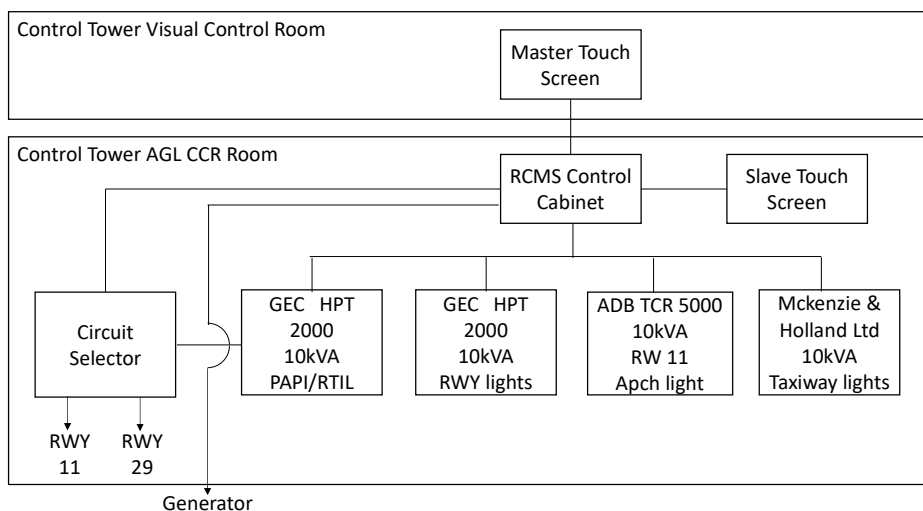 Control Tower Visual Control Room
Master Touch
Screen
Control Tower AGL CCR Room
RCMS Control
Cabinet
Slave Touch
Screen
Circuit
Selector
GEC HPT
2000
10kVA
PAPI/RTIL
GEC HPT
2000
10kVA
RWY lights
ADB TCR 5000
10kVA
RW 11
Apch light
Mckenzie &
Holland Ltd
10kVA
Taxiway lights
RWY
11
RWY
29
Generator